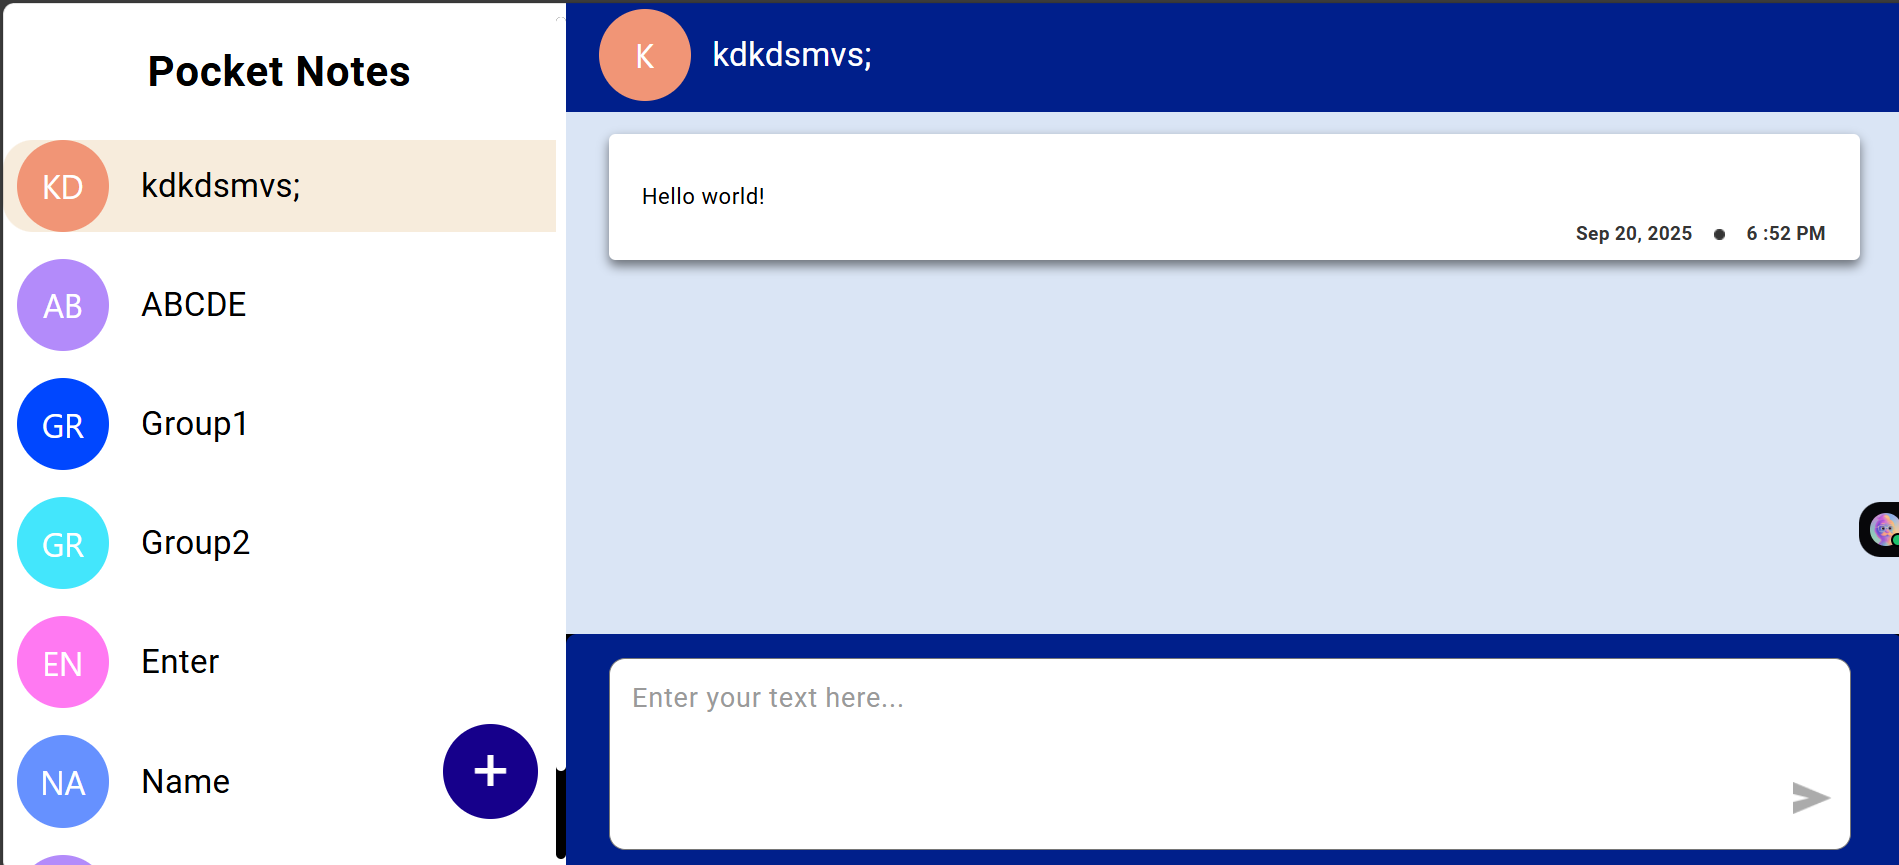 Pocket Notes
KD kdkdsmvs;
AB ABCDE
GR Group1
GR Group2
EN Enter
NA Name
+
K kdkdsmvs;
Hello world!
Sep 20, 2025 ● 6 :52 PM
Enter your text here...